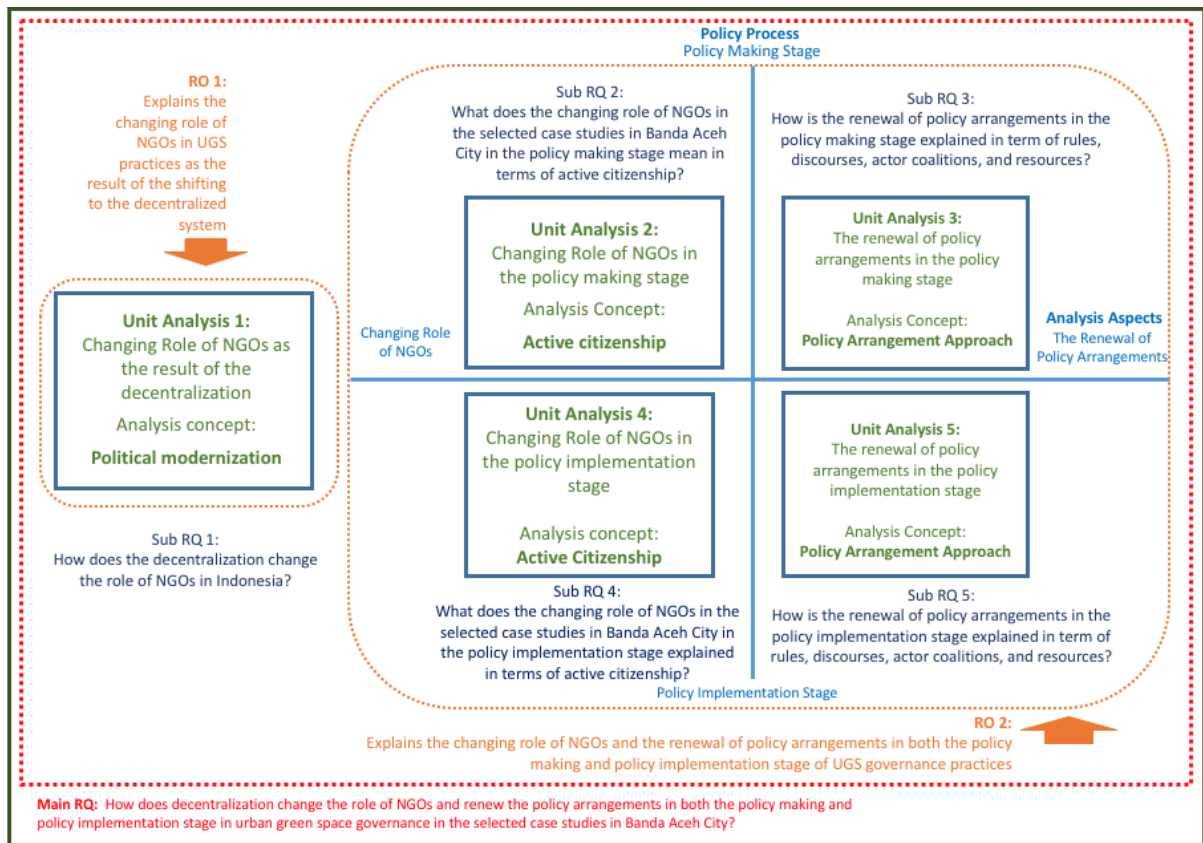 Policy Process
Policy Making Stage
RO 1:
Explains the
changing role of
NGOs in UGS
practices as the
result of the shifting
to the decentralized
system
Unit Analysis 1:
Changing Role of NGOs as
the result of the
decentralization
Analysis concept:
Political modernization
Sub RQ 1:
How does the decentralization change
the role of NGOs in Indonesia?
Sub RQ 2:
What does the changing role of NGOs in
the selected case studies in Banda Aceh
City in the policy making stage mean in
terms of active citizenship?
Unit Analysis 2:
Changing Role of NGOs in
the policy making stage
Analysis Concept:
Active citizenship
Sub RQ 3:
How is the renewal of policy arrangements in the
policy making stage explained in term of rules,
discourses, actor coalitions, and resources?
Unit Analysis 3:
The renewal of policy
arrangements in the policy
making stage
Analysis Concept:
Policy Arrangement Approach
Changing Role
of NGOs
Analysis Aspects
The Renewal of
Policy Arrangements
Unit Analysis 4:
Changing Role of NGOs in
the policy implementation
stage
Analysis concept:
Active Citizenship
Sub RQ 4:
What does the changing role of NGOs in the
selected case studies in Banda Aceh City in
the policy implementation stage explained
in terms of active citizenship?
Unit Analysis 5:
The renewal of policy
arrangements in the policy
implementation stage
Analysis Concept:
Policy Arrangement Approach
Sub RQ 5:
How is the renewal of policy arrangements in the
policy implementation stage explained in term of
rules, discourses, actor coalitions, and resources?
Policy Implementation Stage
RO 2:
Explains the changing role of NGOs and the renewal of policy arrangements in both the policy
making and policy implementation stage of UGS governance practices
Main RQ: How does decentralization change the role of NGOs and renew the policy arrangements in both the policy making and
policy implementation stage in urban green space governance in the selected case studies in Banda Aceh City?